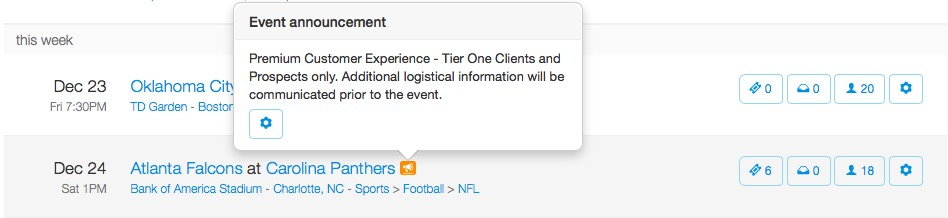 Event announcement
this week
Premium Customer Experience - Tier One Clients and
Prospects only. Additional logistical information will be
communicated prior to the event.
Dec 23
Oklahoma City
0
0
20
Fri 7:30PM
TD Garden - Boston
Dec 24
Atlanta Falcons at Carolina Panthers
6
0
18
Sat 1PM
Bank of America Stadium - Charlotte, NC - Sports > Football > NFL